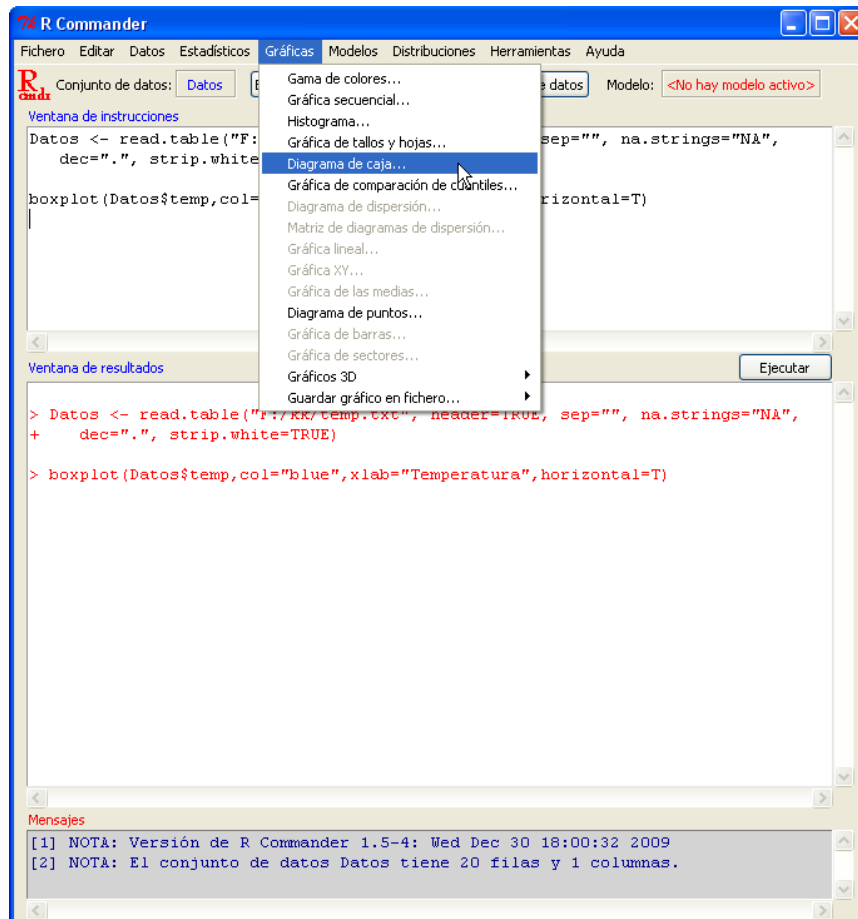 R Commander
Fichero Editar Datos Estadísticos Gráficas Modelos Distribuciones Herramientas Ayuda
R cmdr Conjunto de datos: Datos datos Modelo: <No hay modelo activo>
Gama de colores...
Gráfica secuencial...
Histograma...
Gráfica de tallos y hojas...
Diagrama de caja...
Gráfica de comparación de cuantiles...
Diagrama de dispersión...
Matriz de diagramas de dispersión...
Gráfica lineal...
Gráfica XY...
Gráfica de las medias...
Diagrama de puntos...
Gráfica de barras...
Gráfica de sectores...
Gráficos 3D
Guardar gráfico en fichero...
Ventana de instrucciones
Datos <- read.table("F: sep="", na.strings="NA",
dec=".", strip.white
boxplot(Datos$temp,col= rizontal=T)
Ventana de resultados Ejecutar
> Datos <- read.table("F:/kk/temp.txt", header=TRUE, sep="", na.strings="NA",
+ dec=".", strip.white=TRUE)
> boxplot(Datos$temp,col="blue",xlab="Temperatura",horizontal=T)
Mensajes
[1] NOTA: Versión de R Commander 1.5-4: Wed Dec 30 18:00:32 2009
[2] NOTA: El conjunto de datos Datos tiene 20 filas y 1 columnas.